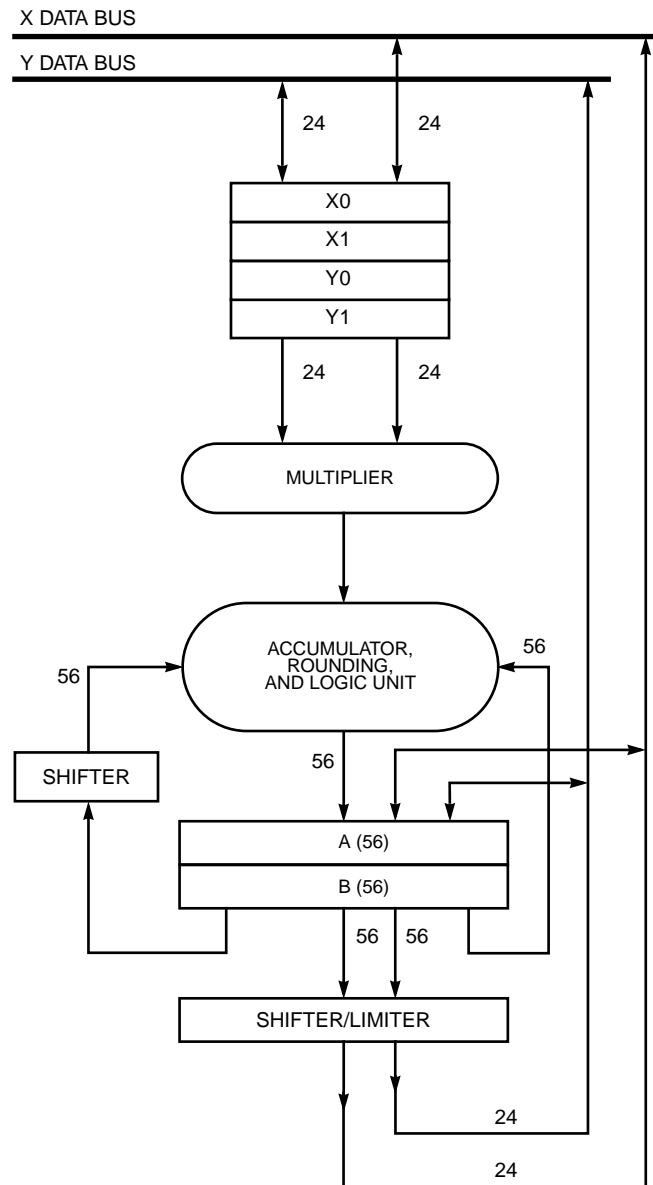 X DATA BUS
Y DATA BUS
24
24
X0
X1
Y0
Y1
24
24
MULTIPLIER
ACCUMULATOR,
ROUNDING,
AND LOGIC UNIT
56
56
56
SHIFTER
A (56)
B (56)
56
56
SHIFTER/LIMITER
24
24